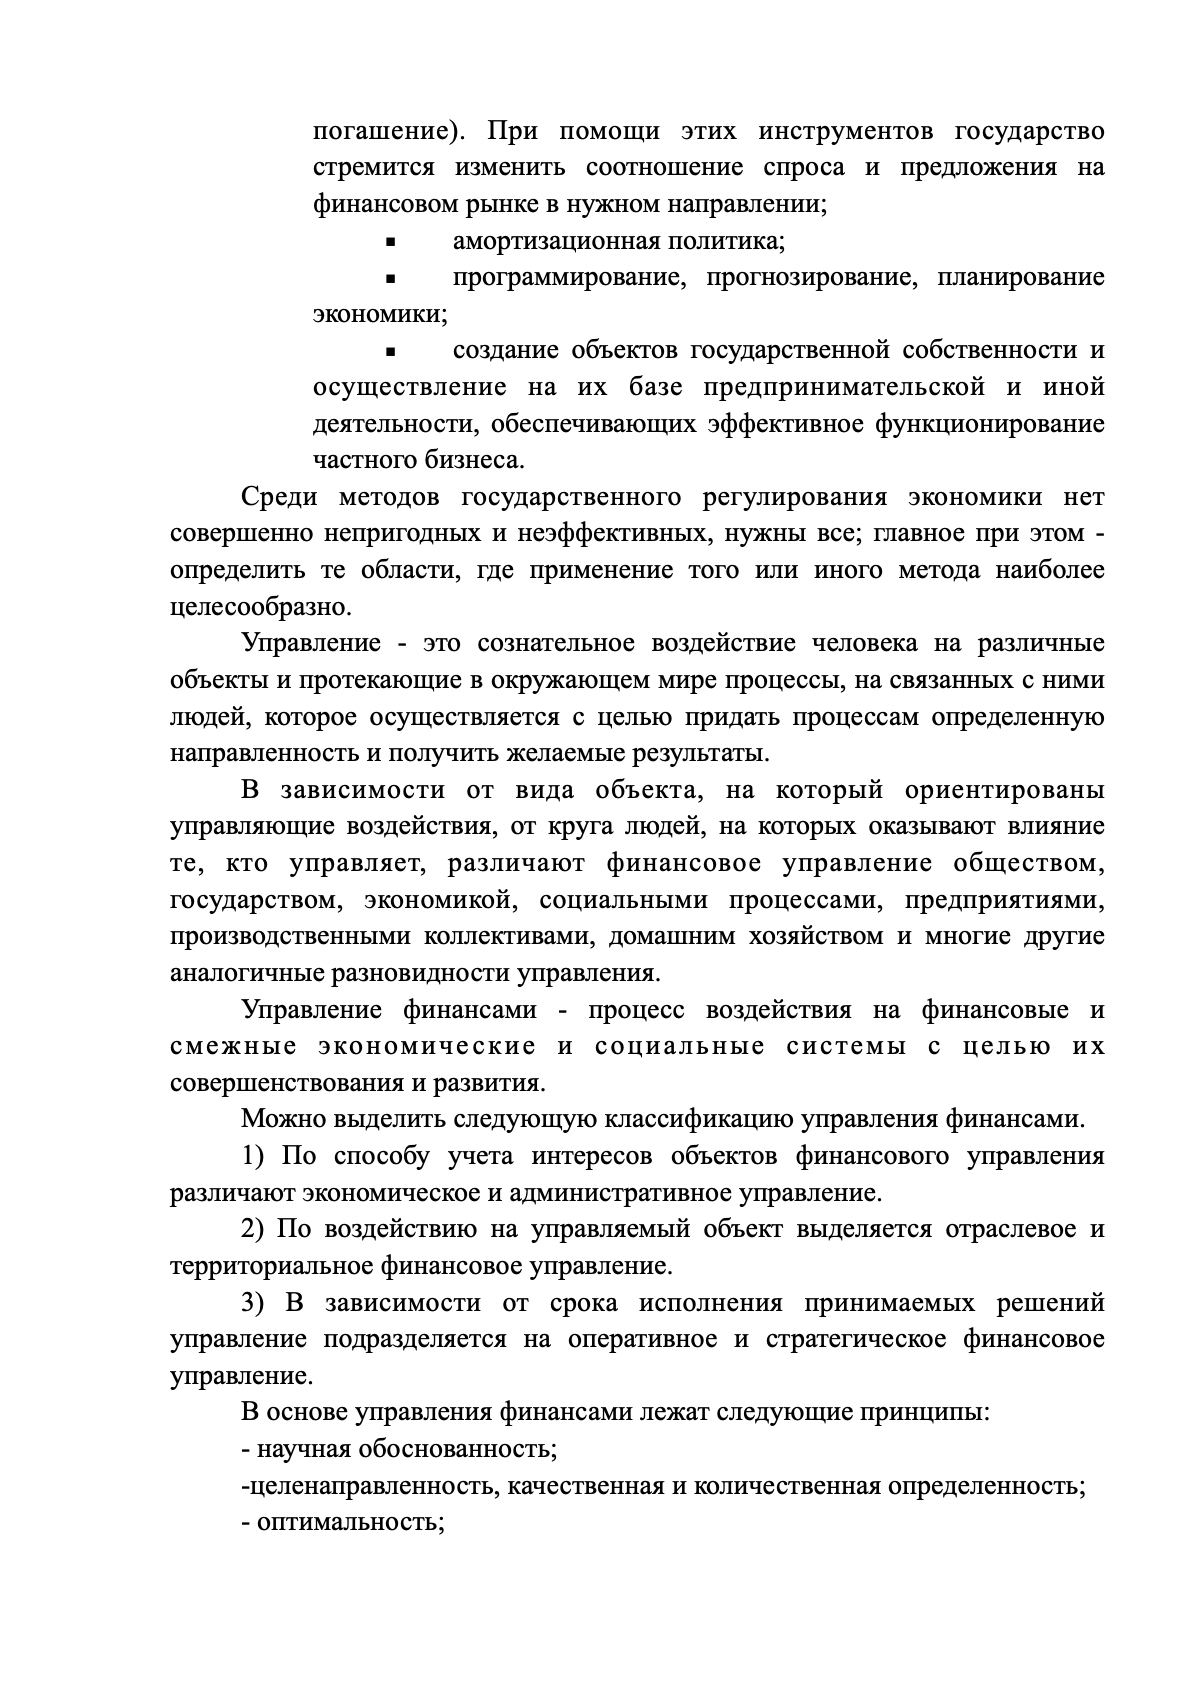 погашение). При помощи этих инструментов государство
стремится изменить соотношение спроса и предложения на
финансовом рынке в нужном направлении;
▪ амортизационная политика;
▪ программирование, прогнозирование, планирование
экономики;
▪ создание объектов государственной собственности и
осуществление на их базе предпринимательской и иной
деятельности, обеспечивающих эффективное функционирование
частного бизнеса.
Среди методов государственного регулирования экономики нет
совершенно непригодных и неэффективных, нужны все; главное при этом -
определить те области, где применение того или иного метода наиболее
целесообразно.
Управление - это сознательное воздействие человека на различные
объекты и протекающие в окружающем мире процессы, на связанных с ними
людей, которое осуществляется с целью придать процессам определенную
направленность и получить желаемые результаты.
В зависимости от вида объекта, на который ориентированы
управляющие воздействия, от круга людей, на которых оказывают влияние
те, кто управляет, различают финансовое управление обществом,
государством, экономикой, социальными процессами, предприятиями,
производственными коллективами, домашним хозяйством и многие другие
аналогичные разновидности управления.
Управление финансами - процесс воздействия на финансовые и
смежные экономические и социальные системы с целью их
совершенствования и развития.
Можно выделить следующую классификацию управления финансами.
1) По способу учета интересов объектов финансового управления
различают экономическое и административное управление.
2) По воздействию на управляемый объект выделяется отраслевое и
территориальное финансовое управление.
3) В зависимости от срока исполнения принимаемых решений
управление подразделяется на оперативное и стратегическое финансовое
управление.
В основе управления финансами лежат следующие принципы:
- научная обоснованность;
-целенаправленность, качественная и количественная определенность;
- оптимальность;